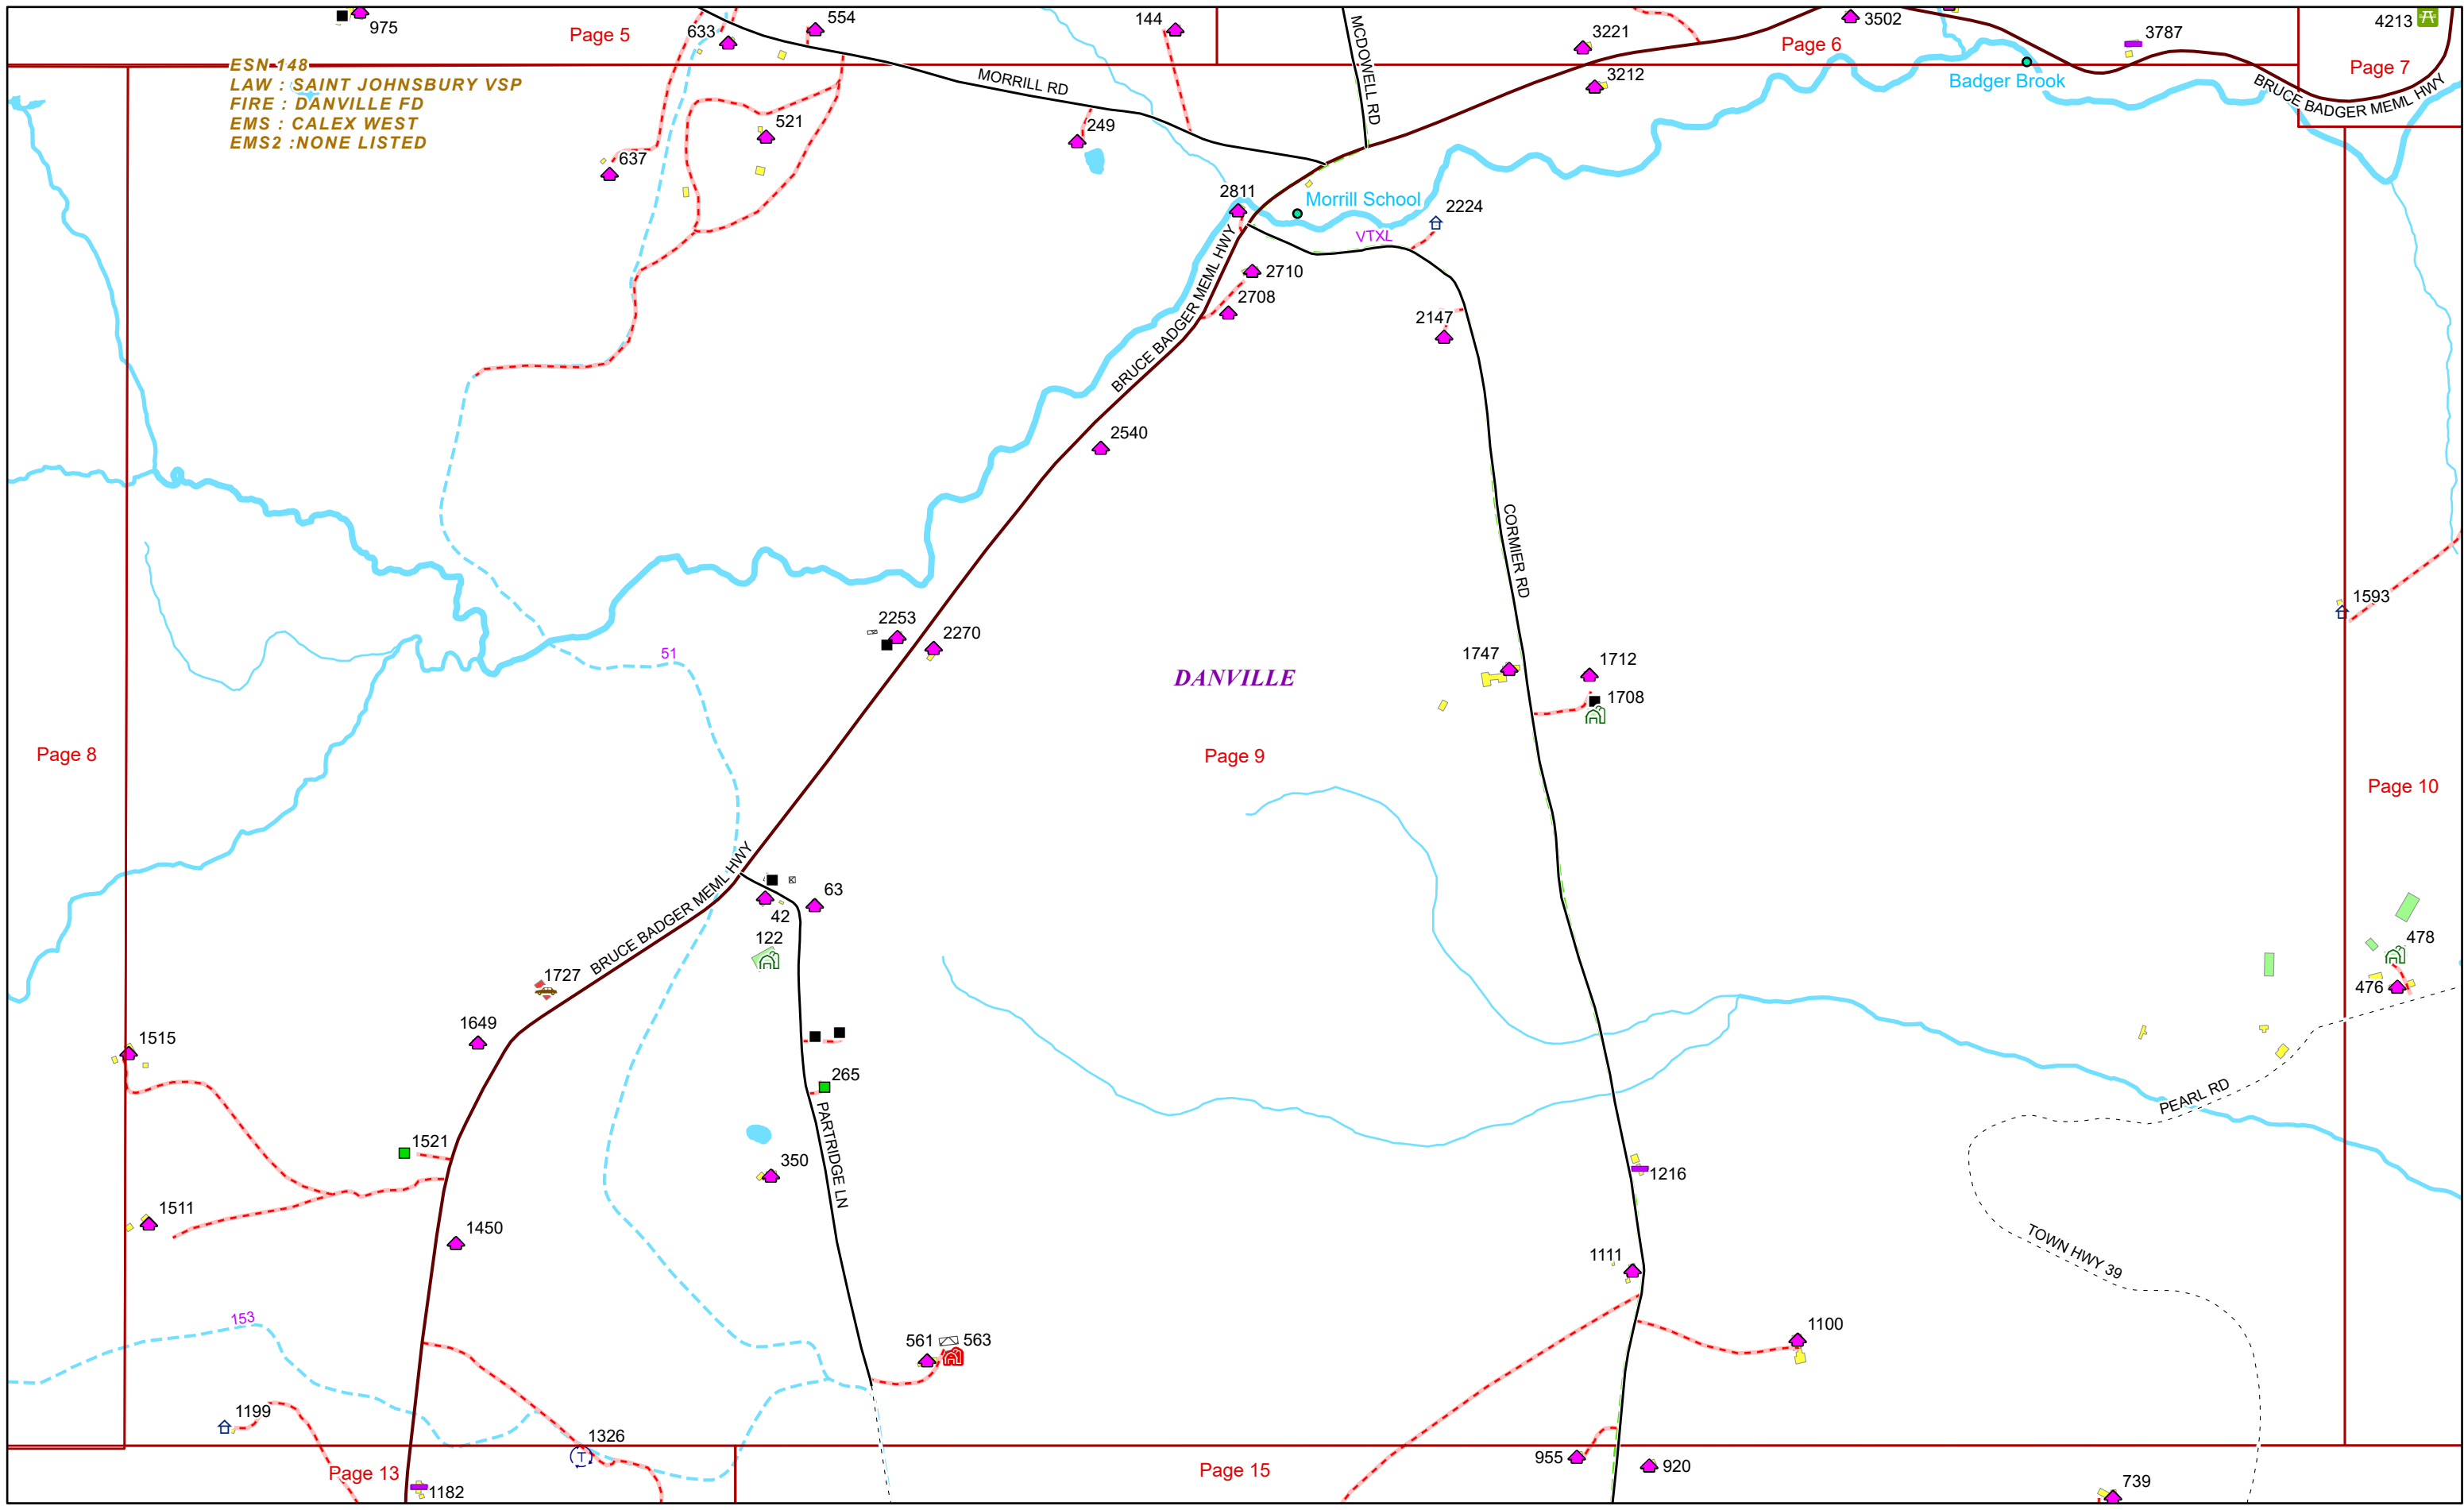 975
Page 5
633
554
144
MCDOWELL RD
3221
Page 6
3502
3787
4213
Page 7
ESN 148
LAW : SAINT JOHNSBURY VSP
FIRE : DANVILLE FD
EMS : CALEX WEST
EMS2 :NONE LISTED
MORRILL RD
3212
Badger Brook
BRUCE BADGER MEML HWY
521
249
637
2811
Morrill School
2224
VTXL
BRUCE BADGER MEML HWY
2710
2708
2147
2540
CORMIER RD
1593
2253
2270
51
DANVILLE
1747
1712
1708
Page 8
Page 9
Page 10
BRUCE BADGER MEML HWY
63
42
122
478
476
1727
1649
1515
265
PARTRIDGE LN
PEARL RD
1521
350
1216
1511
1450
1111
TOWN HWY 39
153
561
563
1100
1199
1326
T
Page 13
Page 15
955
920
1182
739